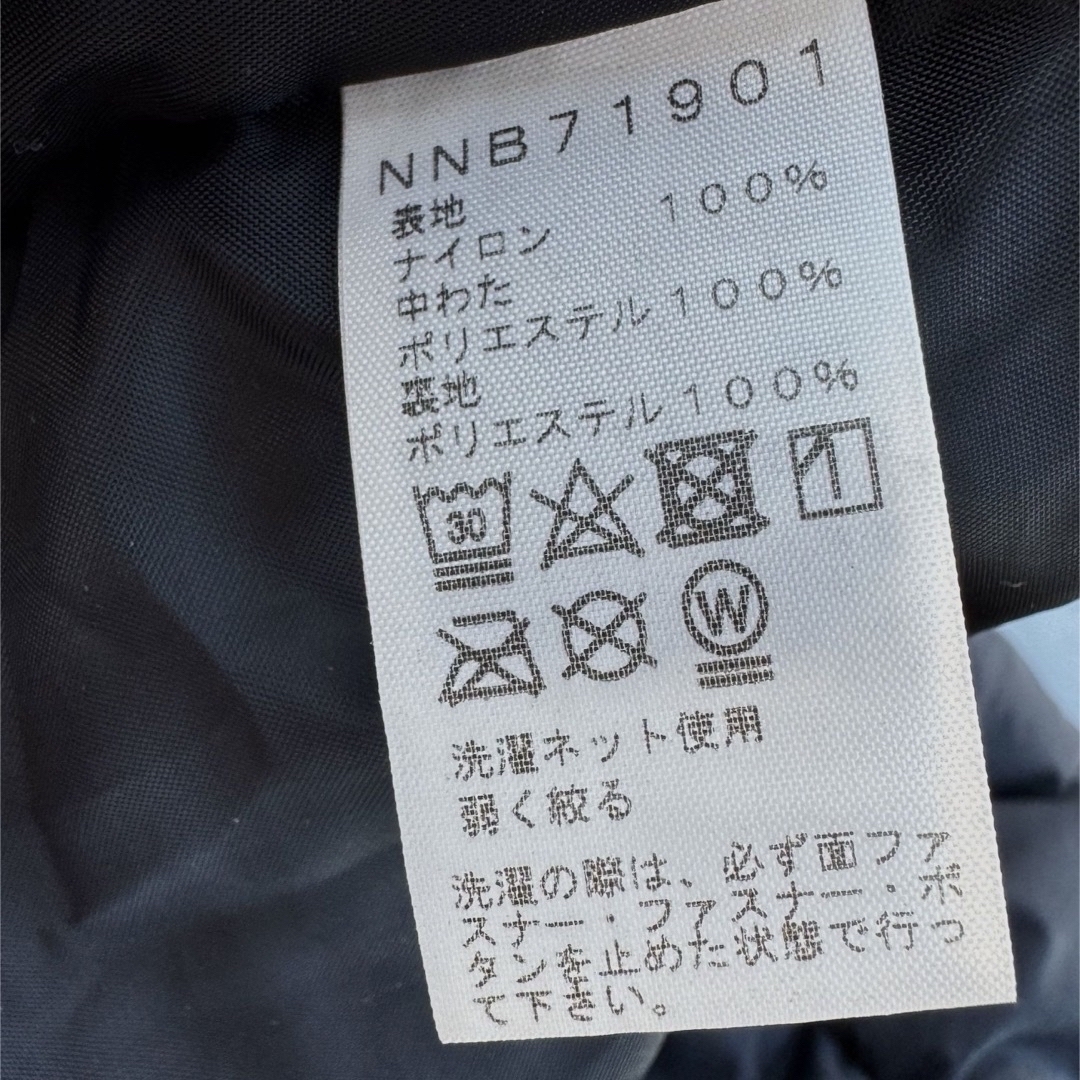 NNB71901
表地
ナイロン 100%
中わた
ポリエステル100%
裏地
ポリエステル100%
30
W
洗濯ネット使用
弱く絞る
洗濯の際は、必ず面ファ
スナー・ファスナー・ボ
タンを止めた状態で行っ
て下さい。